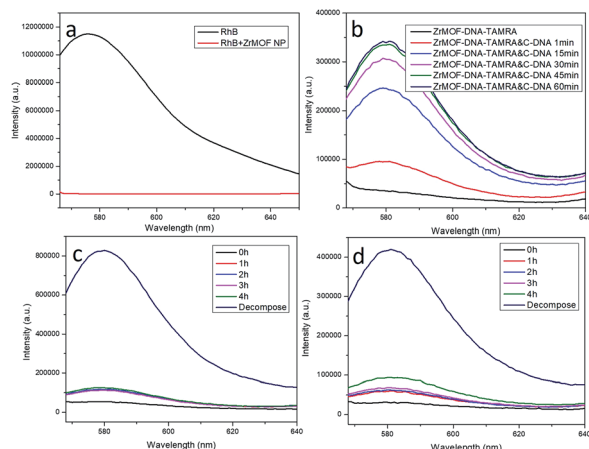 a
RhB
RhB+ZrMOF NP
12000000
10000000
8000000
6000000
4000000
2000000
0
Intensity (a.u.)
560
580
600
620
640
Wavelength (nm)
b
ZrMOF-DNA-TAMRA
ZrMOF-DNA-TAMRA&C-DNA 1min
ZrMOF-DNA-TAMRA&C-DNA 15min
ZrMOF-DNA-TAMRA&C-DNA 30min
ZrMOF-DNA-TAMRA&C-DNA 45min
ZrMOF-DNA-TAMRA&C-DNA 60min
400000
300000
200000
100000
0
Intensity (a.u.)
580
600
620
640
Wavelength (nm)
c
0h
1h
2h
3h
4h
Decompose
800000
600000
400000
200000
0
Intensity (a.u.)
580
600
620
640
Wavelength (nm)
d
0h
1h
2h
3h
4h
Decompose
400000
300000
200000
100000
0
Intensity (a.u.)
580
600
620
640
Wavelength (nm)